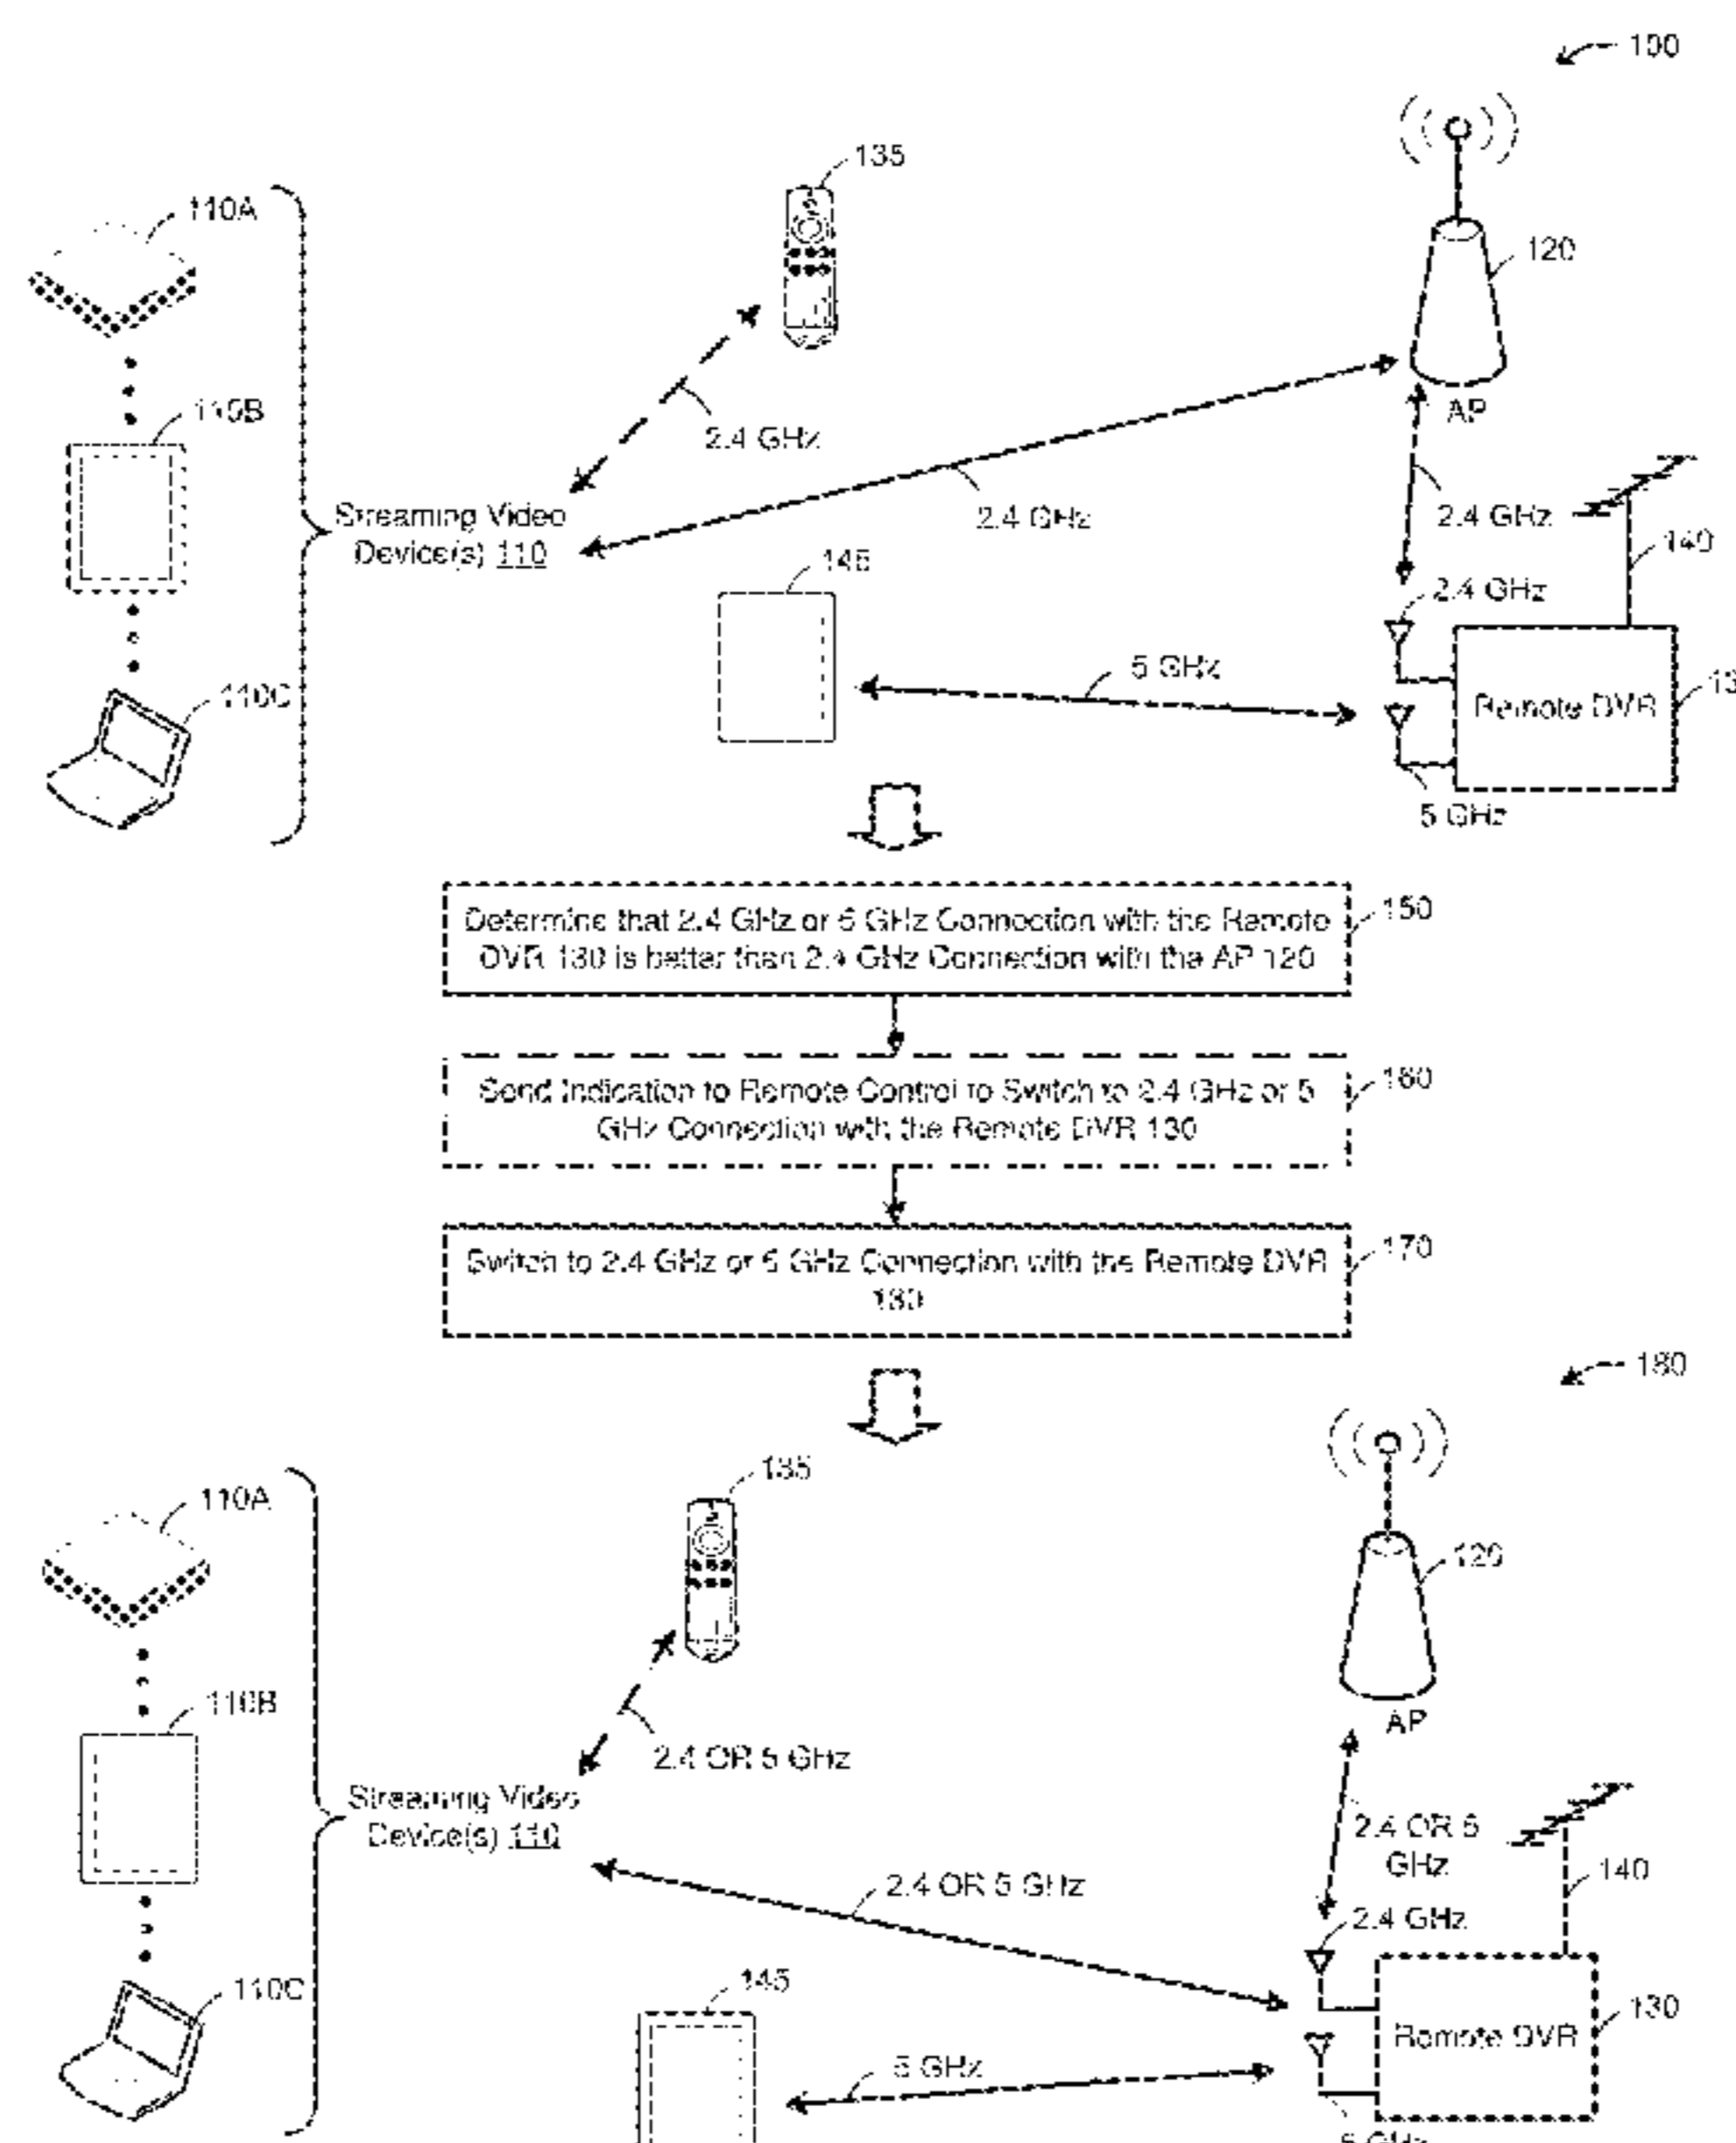 100
135
110A
120
AP
2.4 GHz
110B
Streaming Video
Device(s) 110
2.4 GHz
2.4 GHz
140
145
2.4 GHz
5 GHz
110C
Remote DVR
13
5 GHz
Determine that 2.4 GHz or 5 GHz Connection with the Remote
DVR 130 is better than 2.4 GHz Connection with the AP 120
150
Send Indication to Remote Control to Switch to 2.4 GHz or 5
GHz Connection with the Remote DVR 130
160
Switch to 2.4 GHz or 5 GHz Connection with the Remote DVR
130
170
180
135
110A
120
110B
AP
2.4 OR 5 GHz
Streaming Video
Device(s) 110
2.4 OR 5
GHz
140
2.4 OR 5 GHz
2.4 GHz
145
110C
130
Remote DVR
5 GHz
5 GHz